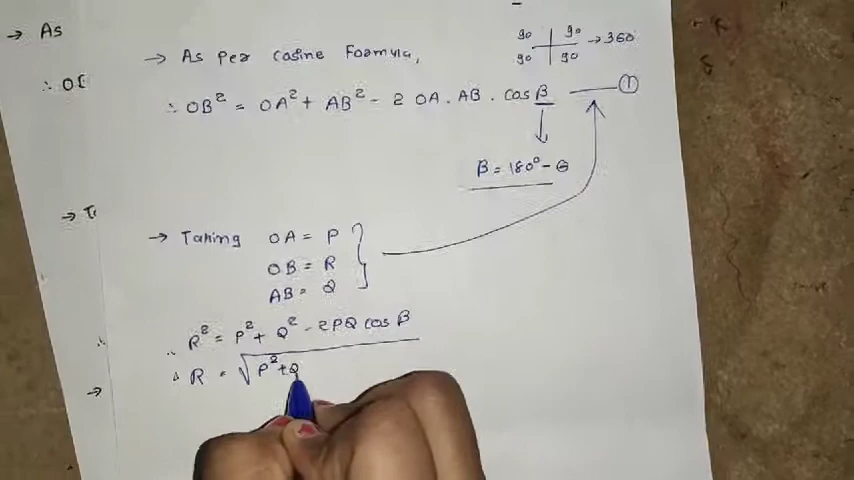 → As
→ As per cosine Formula,
90 | 90 → 360
90 | 90
∴ OB
∴ OB² = OA² + AB² - 2 OA . AB . cos β — ①
β = 180° - θ
→ Taking OA = P
OB = R
AB = Q
∴ R² = P² + Q² - 2PQ cos β
∴ R = √P² + Q